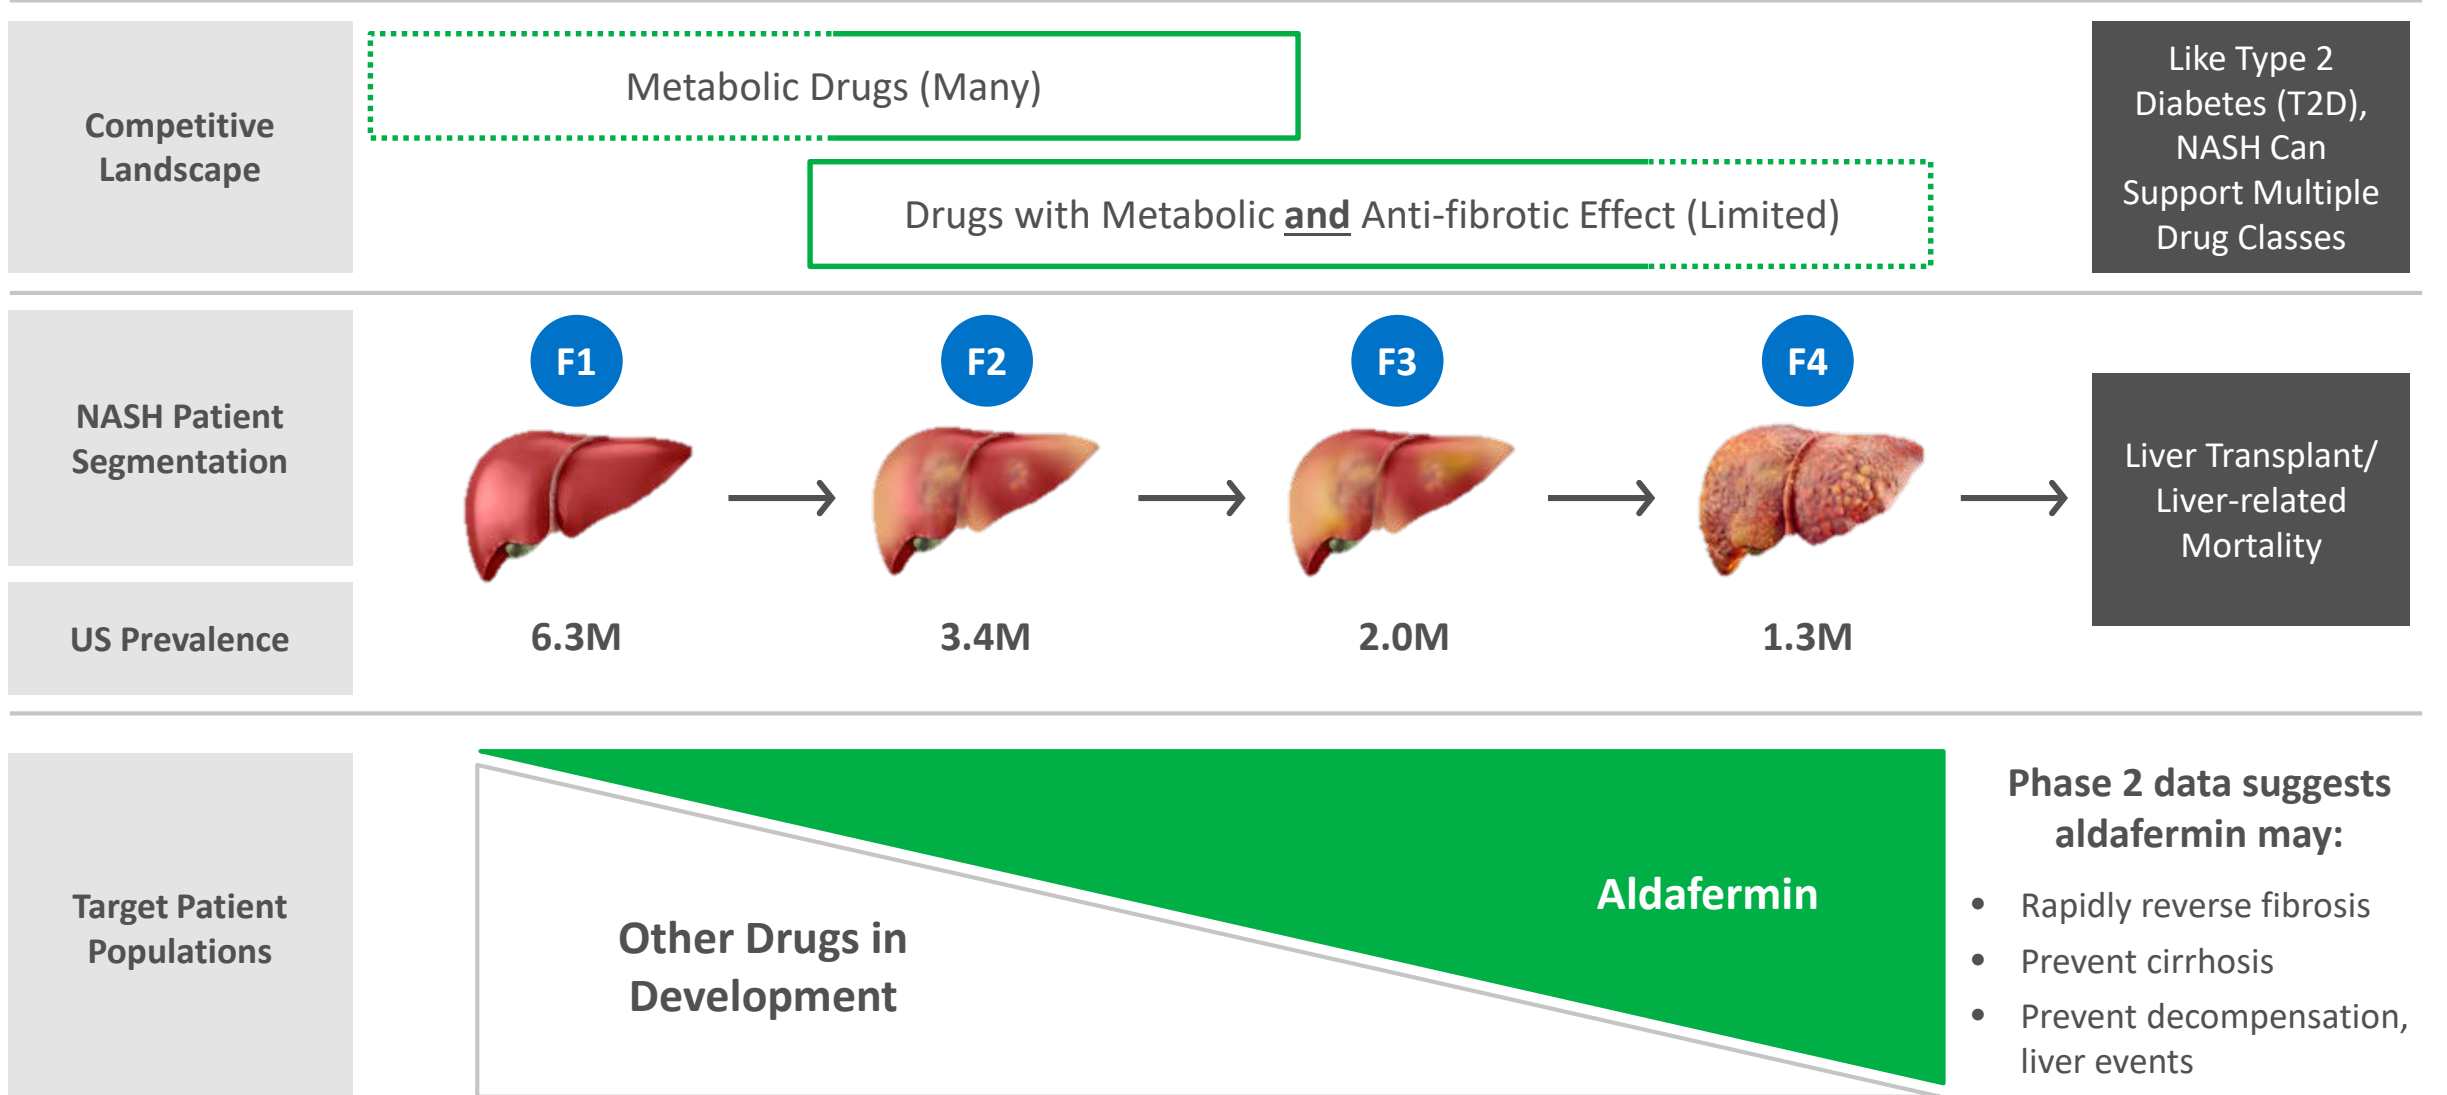 Competitive
Landscape
Metabolic Drugs (Many)
Drugs with Metabolic and Anti-fibrotic Effect (Limited)
Like Type 2
Diabetes (T2D),
NASH Can
Support Multiple
Drug Classes
NASH Patient
Segmentation
F1
F2
F3
F4
Liver Transplant/
Liver-related
Mortality
US Prevalence
6.3M
3.4M
2.0M
1.3M
Target Patient
Populations
Other Drugs in
Development
Aldafermin
Phase 2 data suggests
aldafermin may:
• Rapidly reverse fibrosis
• Prevent cirrhosis
• Prevent decompensation,
liver events